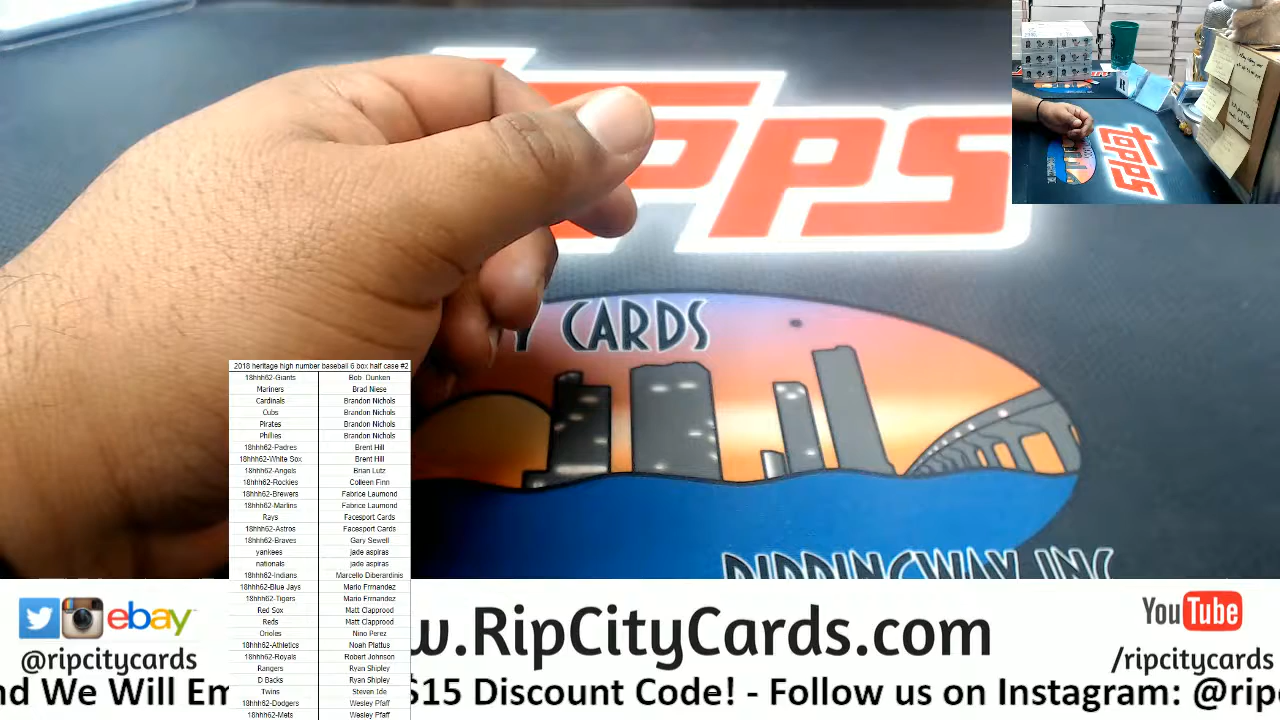 TOPPS
Y CARDS
RIPPINGWAY INC
topps
2018 heritage high number baseball 6 box half case #2
18hhh62-Giants Bob Dunken
Mariners Brad Niese
Cardinals Brandon Nichols
Cubs Brandon Nichols
Pirates Brandon Nichols
Phillies Brandon Nichols
18hhh62-Padres Brent Hill
18hhh62-White Sox Brent Hill
18hhh62-Angels Brian Lutz
18hhh62-Rockies Colleen Finn
18hhh62-Brewers Fabrice Laumond
18hhh62-Marlins Fabrice Laumond
Rays Facesport Cards
18hhh62-Astros Facesport Cards
18hhh62-Braves Gary Sewell
yankees jade aspiras
nationals jade aspiras
18hhh62-Indians Marcello Diberardinis
18hhh62-Blue Jays Mario Frrnandez
18hhh62-Tigers Mario Frrnandez
Red Sox Matt Clapprood
Reds Matt Clapprood
Orioles Nino Perez
18hhh62-Athletics Noah Plattus
18hhh62-Royals Robert Johnson
Rangers Ryan Shipley
D Backs Ryan Shipley
Twins Steven Ide
18hhh62-Dodgers Wesley Pfaff
18hhh62-Mets Wesley Pfaff
ebay
@ripcitycards
w.RipCityCards.com
YouTube
/ripcitycards
nd We Will Em $15 Discount Code! - Follow us on Instagram: @ripc